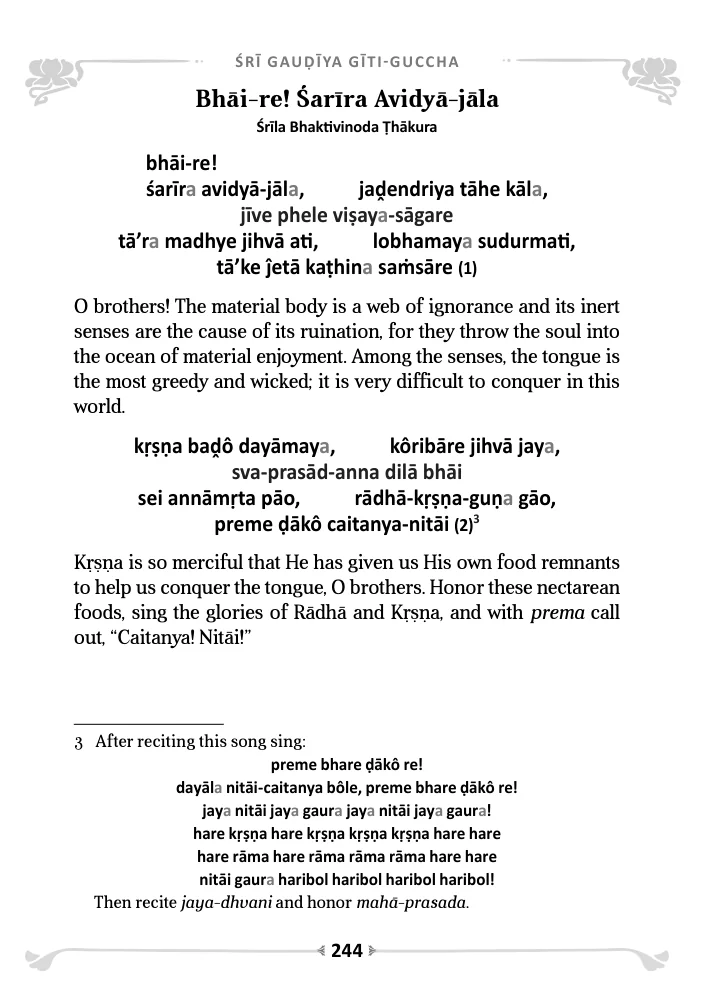 ŚRĪ GAUḌĪYA GĪTI-GUCCHA
Bhāi-re! Śarīra Avidyā-jāla
Śrīla Bhaktivinoda Ṭhākura
bhāi-re!
śarīra avidyā-jāla, jaḍendriya tāhe kāla,
jīve phele viṣaya-sāgare
tā’ra madhye jihvā ati, lobhamaya sudurmati,
tā’ke ĵetā kaṭhina saṁsāre (1)
O brothers! The material body is a web of ignorance and its inert
senses are the cause of its ruination, for they throw the soul into
the ocean of material enjoyment. Among the senses, the tongue is
the most greedy and wicked; it is very difficult to conquer in this
world.
kṛṣṇa baḓô dayāmaya, kôribāre jihvā jaya,
sva-prasād-anna dilā bhāi
sei annāmṛta pāo, rādhā-kṛṣṇa-guṇa gāo,
preme ḍākô caitanya-nitāi (2)3
Kṛṣṇa is so merciful that He has given us His own food remnants
to help us conquer the tongue, O brothers. Honor these nectarean
foods, sing the glories of Rādhā and Kṛṣṇa, and with prema call
out, “Caitanya! Nitāi!”
3 After reciting this song sing:
preme bhare ḍākô re!
dayāla nitāi-caitanya bôle, preme bhare ḍākô re!
jaya nitāi jaya gaura jaya nitāi jaya gaura!
hare kṛṣṇa hare kṛṣṇa kṛṣṇa kṛṣṇa hare hare
hare rāma hare rāma rāma rāma hare hare
nitāi gaura haribol haribol haribol haribol!
Then recite jaya-dhvani and honor mahā-prasada.
244